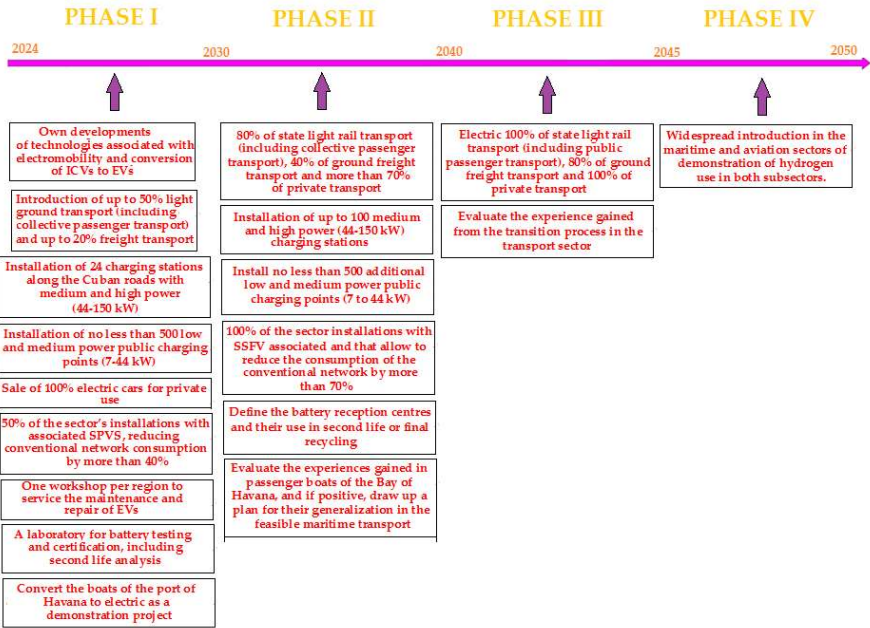 PHASE I
PHASE II
PHASE III
PHASE IV
2024
2030
2040
2045
2050
Own developments
of technologies associated with
electromobility and conversion
of ICVs to EVs
Introduction of up to 50% light
ground transport (including
collective passenger transport)
and up to 20% freight transport
Installation of 24 charging stations
along the Cuban roads with
medium and high power
(44-150 kW)
Installation of no less than 500 low
and medium power public charging
points (7-44 kW)
Sale of 100% electric cars for private
use
50% of the sector's installations with
associated SPVS, reducing
conventional network consumption
by more than 40%
One workshop per region to
service the maintenance and
repair of EVs
A laboratory for battery testing
and certification, including
second life analysis
Convert the boats of the port of
Havana to electric as a
demonstration project
80% of state light rail transport
(including collective passenger
transport), 40% of ground freight
transport and more than 70%
of private transport
Installation of up to 100 medium
and high power (44-150 kW)
charging stations
Install no less than 500 additional
low and medium power public
charging points (7 to 44 kW)
100% of the sector installations with
SSFV associated and that allow to
reduce the consumption of the
conventional network by more
than 70%
Define the battery reception centres
and their use in second life or final
recycling
Evaluate the experiences gained in
passenger boats of the Bay of
Havana, and if positive, draw up a
plan for their generalization in the
feasible maritime transport
Electric 100% of state light rail
transport (including public
passenger transport), 80% of ground
freight transport and 100% of
private transport
Evaluate the experience gained
from the transition process in the
transport sector
Widespread introduction in the
maritime and aviation sectors of
demonstration of hydrogen
use in both subsectors.